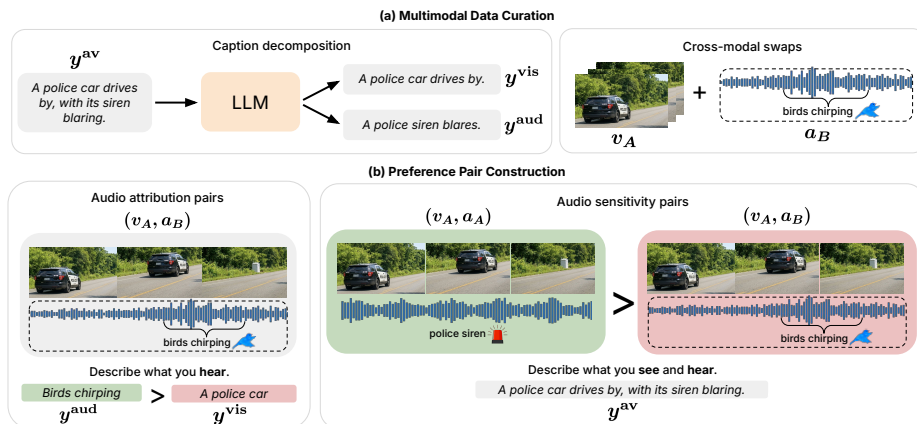 (a) Multimodal Data Curation
Caption decomposition
y^av
A police car drives
by, with its siren
blaring.
LLM
A police car drives by.
y^vis
A police siren blares.
y^aud
Cross-modal swaps
+
birds chirping
v_A
a_B
(b) Preference Pair Construction
Audio attribution pairs
(v_A, a_B)
birds chirping
Describe what you hear.
Birds chirping > A police car
y^aud
y^vis
Audio sensitivity pairs
(v_A, a_A)
(v_A, a_B)
police siren
>
birds chirping
Describe what you see and hear.
A police car drives by, with its siren blaring.
y^av